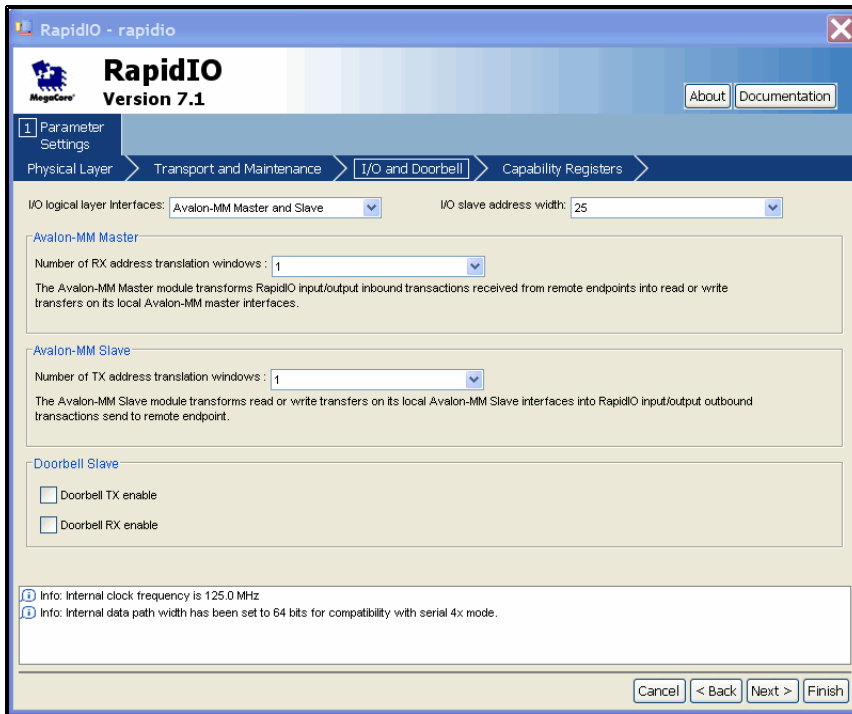 RapidIO - rapidio
MegaCore®
RapidIO
Version 7.1
About
Documentation
1 Parameter
Settings
Physical Layer
Transport and Maintenance
I/O and Doorbell
Capability Registers
I/O logical layer Interfaces: Avalon-MM Master and Slave
I/O slave address width: 25
Avalon-MM Master
Number of RX address translation windows : 1
The Avalon-MM Master module transforms RapidIO input/output inbound transactions received from remote endpoints into read or write
transfers on its local Avalon-MM master interfaces.
Avalon-MM Slave
Number of TX address translation windows : 1
The Avalon-MM Slave module transforms read or write transfers on its local Avalon-MM Slave interfaces into RapidIO input/output outbound
transactions send to remote endpoint.
Doorbell Slave
Doorbell TX enable
Doorbell RX enable
Info: Internal clock frequency is 125.0 MHz
Info: Internal data path width has been set to 64 bits for compatibility with serial 4x mode.
Cancel
< Back
Next >
Finish